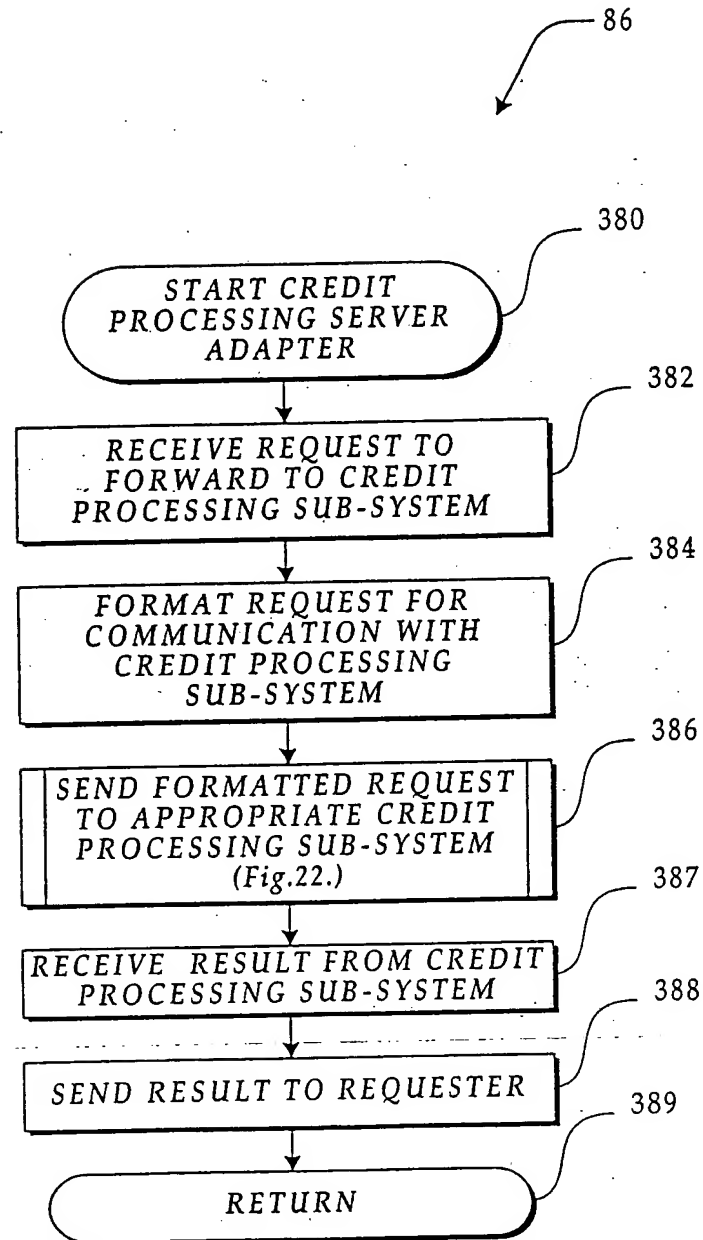 86
380
START CREDIT
PROCESSING SERVER
ADAPTER
382
RECEIVE REQUEST TO
FORWARD TO CREDIT
PROCESSING SUB-SYSTEM
384
FORMAT REQUEST FOR
COMMUNICATION WITH
CREDIT PROCESSING
SUB-SYSTEM
386
SEND FORMATTED REQUEST
TO APPROPRIATE CREDIT
PROCESSING SUB-SYSTEM
(Fig.22.)
387
RECEIVE RESULT FROM CREDIT
PROCESSING SUB-SYSTEM
388
SEND RESULT TO REQUESTER
389
RETURN